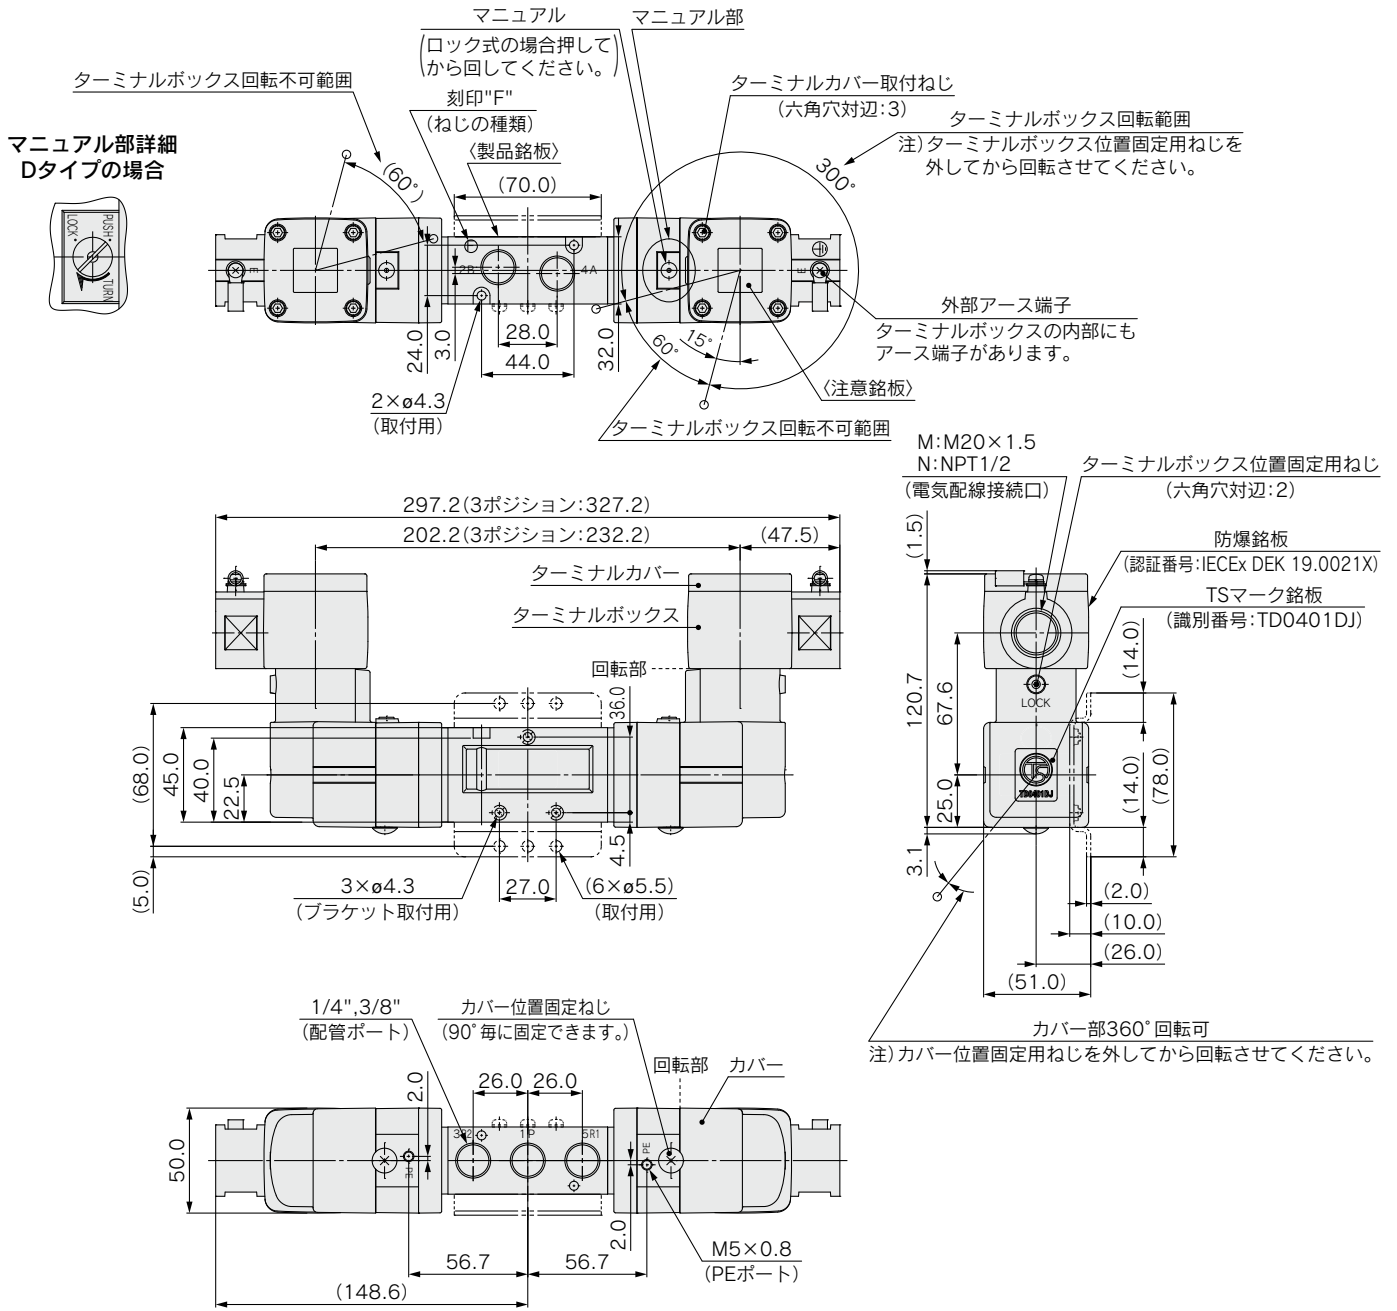 マニュアル
(ロック式の場合押して
から回してください。)
マニュアル部
ターミナルボックス回転不可範囲
刻印"F"
(ねじの種類)
〈製品銘板〉
ターミナルカバー取付ねじ
(六角穴対辺:3)
ターミナルボックス回転範囲
注)ターミナルボックス位置固定用ねじを
外してから回転させてください。
マニュアル部詳細
Dタイプの場合
PUSH
LOCK
TURN
(60°)
(70.0)
300°
E
2B
4A
E
24.0
3.0
28.0
44.0
32.0
60°
15°
外部アース端子
ターミナルボックスの内部にも
アース端子があります。
〈注意銘板〉
2×ø4.3
(取付用)
ターミナルボックス回転不可範囲
M:M20×1.5
N:NPT1/2
(電気配線接続口)
ターミナルボックス位置固定用ねじ
(六角穴対辺:2)
297.2(3ポジション:327.2)
202.2(3ポジション:232.2)
(47.5)
(1.5)
防爆銘板
(認証番号:IECEx DEK 19.0021X)
TSマーク銘板
(識別番号:TD0401DJ)
ターミナルカバー
ターミナルボックス
回転部
36.0
(68.0)
45.0
40.0
22.5
4.5
(5.0)
3×ø4.3
(ブラケット取付用)
27.0
(6×ø5.5)
(取付用)
120.7
67.6
25.0
3.1
LOCK
TS
TD0401DJ
(14.0)
(14.0)
(78.0)
(2.0)
(10.0)
(26.0)
(51.0)
カバー部360°回転可
注)カバー位置固定用ねじを外してから回転させてください。
1/4",3/8"
(配管ポート)
カバー位置固定ねじ
(90°毎に固定できます。)
回転部
カバー
2.0
26.0
26.0
50.0
3R2
1P
5R1
PE
PE
2.0
56.7
56.7
(148.6)
M5×0.8
(PEポート)